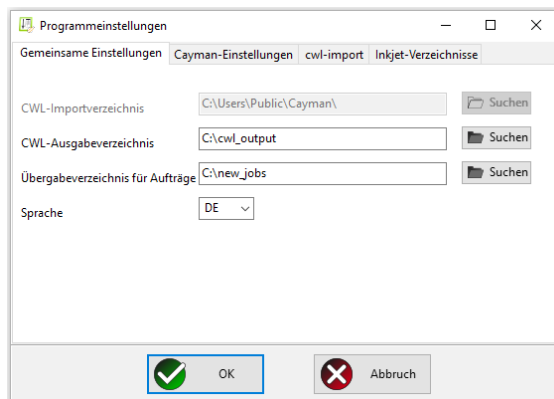 Programmeinstellungen
Gemeinsame Einstellungen Cayman-Einstellungen cwl-import Inkjet-Verzeichnisse
CWL-Importverzeichnis C:\Users\Public\Cayman\ Suchen
CWL-Ausgabeverzeichnis C:\cwl_output Suchen
Übergabeverzeichnis für Aufträge C:\new_jobs Suchen
Sprache DE
OK Abbruch